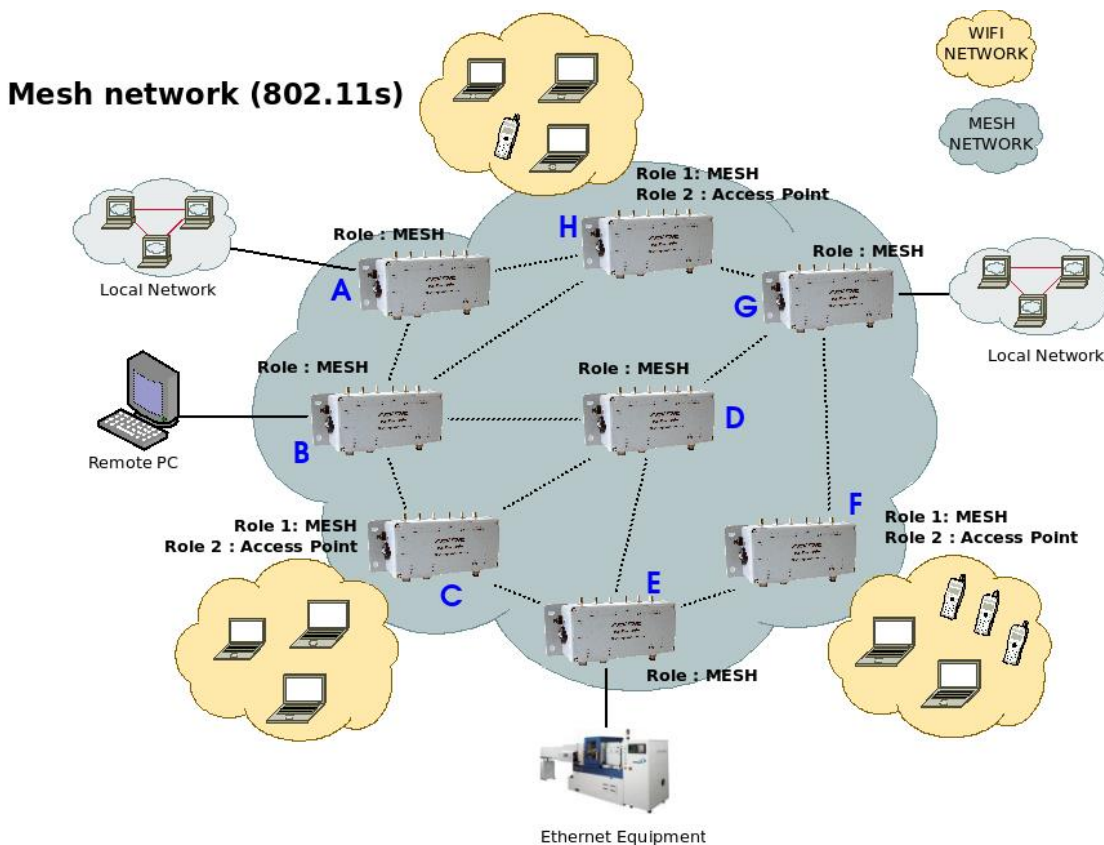 WIFI
NETWORK
Mesh network (802.11s)
MESH
NETWORK
Role 1: MESH
Role 2 : Access Point
H
Role : MESH
Role : MESH
A
G
Local Network
Local Network
Role : MESH
Role : MESH
B
D
Remote PC
Role 1: MESH
Role 2 : Access Point
C
F
Role 1: MESH
Role 2 : Access Point
E
Role : MESH
Ethernet Equipment